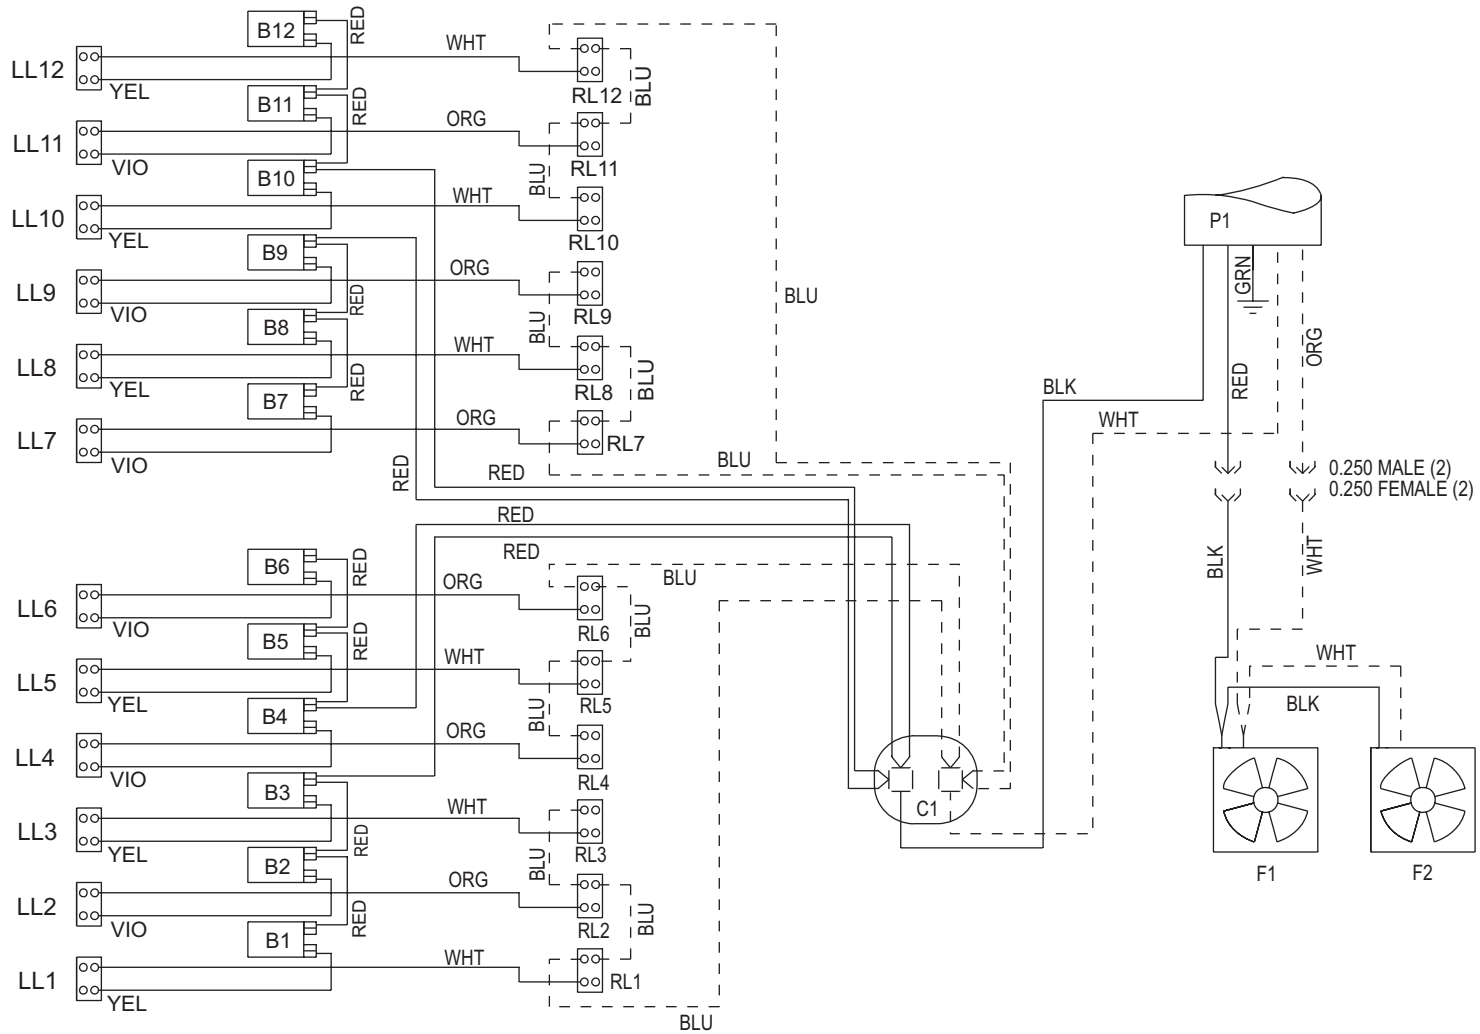 B12
RED
WHT
LL12
YEL
RL12
BLU
B11
RED
ORG
LL11
VIO
RL11
BLU
B10
WHT
LL10
YEL
RL10
P1
B9
ORG
GRN
LL9
VIO
RED
RL9
BLU
BLU
B8
WHT
ORG
LL8
YEL
RED
RL8
BLU
RED
BLK
B7
ORG
WHT
LL7
VIO
RL7
BLU
RED
RED
0.250 MALE (2)
0.250 FEMALE (2)
RED
RED
B6
RED
ORG
BLU
BLK
WHT
LL6
VIO
RL6
BLU
B5
RED
WHT
WHT
LL5
YEL
RL5
BLU
BLK
B4
ORG
LL4
VIO
RL4
B3
WHT
C1
LL3
YEL
RED
RL3
BLU
B2
ORG
F1
F2
LL2
VIO
RED
RL2
BLU
B1
WHT
LL1
YEL
RL1
BLU